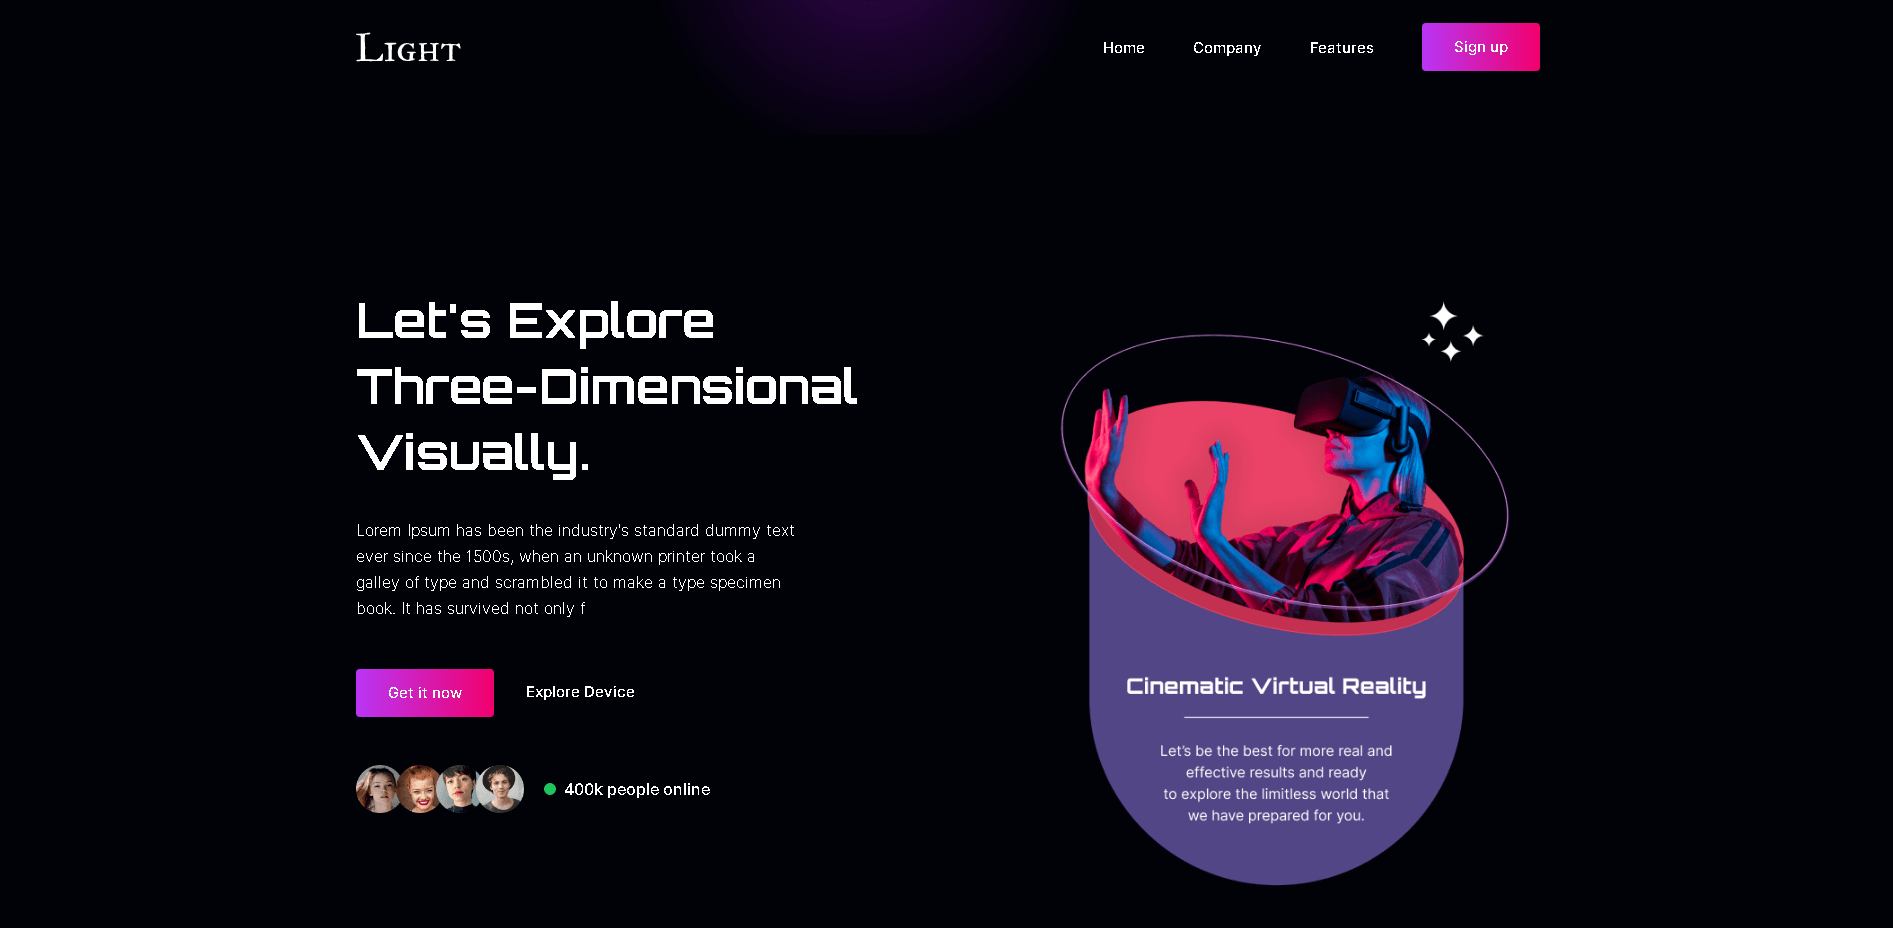 Light
Home
Company
Features
Sign up
Let's Explore
Three-Dimensional
Visually.
Lorem Ipsum has been the industry's standard dummy text
ever since the 1500s, when an unknown printer took a
galley of type and scrambled it to make a type specimen
book. It has survived not only f
Get it now
Explore Device
400k people online
Cinematic Virtual Reality
Let's be the best for more real and
effective results and ready
to explore the limitless world that
we have prepared for you.